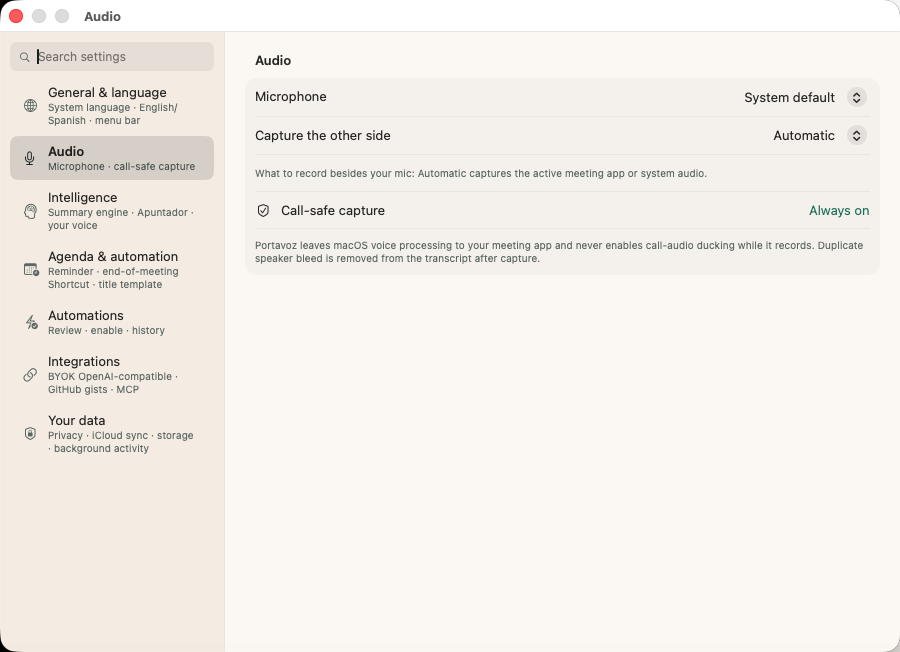 Audio
Search settings
General & language
System language · English/
Spanish · menu bar
Audio
Microphone · call-safe capture
Intelligence
Summary engine · Apuntador ·
your voice
Agenda & automation
Reminder · end-of-meeting
Shortcut · title template
Automations
Review · enable · history
Integrations
BYOK OpenAI-compatible ·
GitHub gists · MCP
Your data
Privacy · iCloud sync · storage
· background activity
Audio
Microphone System default
Capture the other side Automatic
What to record besides your mic: Automatic captures the active meeting app or system audio.
Call-safe capture Always on
Portavoz leaves macOS voice processing to your meeting app and never enables call-audio ducking while it records. Duplicate
speaker bleed is removed from the transcript after capture.